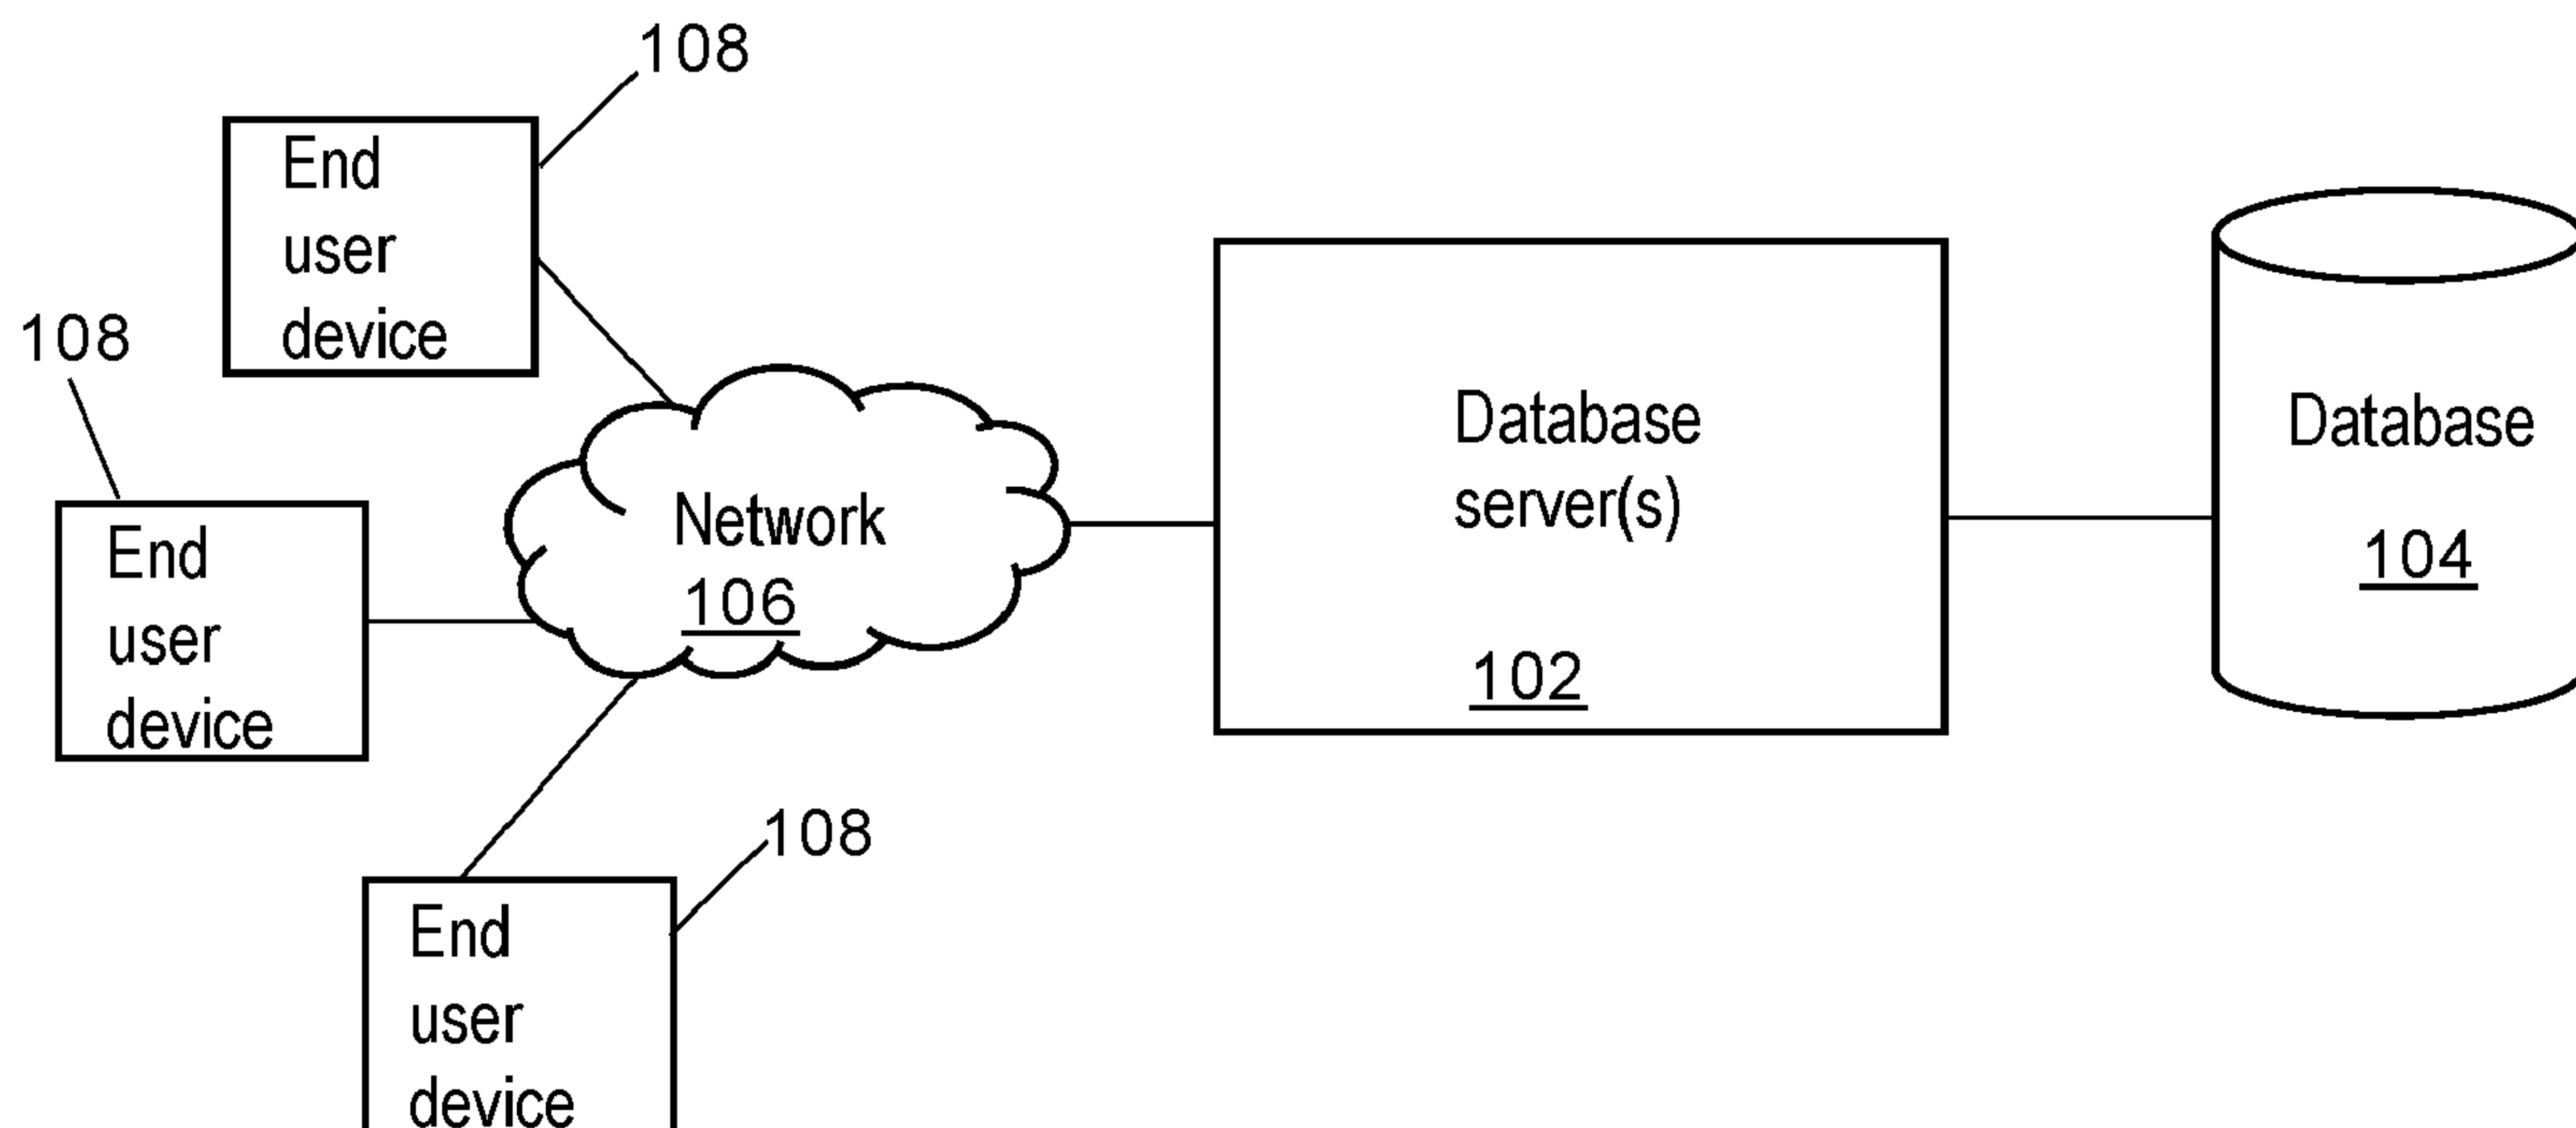 108
End
user
device
108
End
user
device
Network
106
Database
server(s)
102
Database
104
108
End
user
device